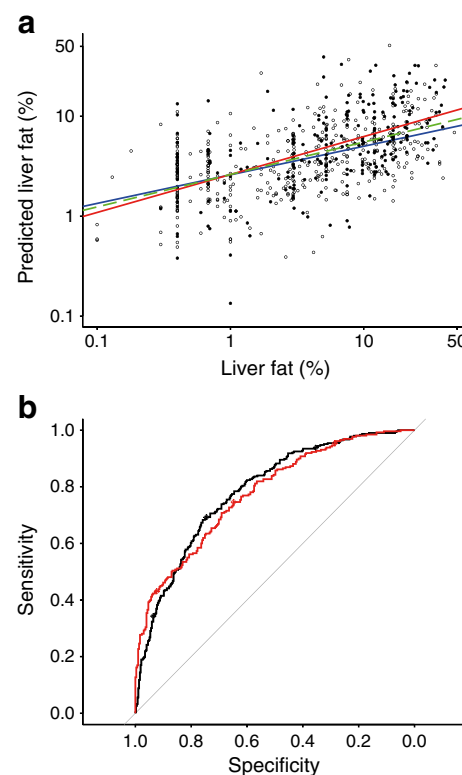 a
50
10
1
0.1
Predicted liver fat (%)
0.1 1 10 50
Liver fat (%)
b
1.0
0.8
0.6
0.4
0.2
0.0
Sensitivity
1.0 0.8 0.6 0.4 0.2 0.0
Specificity